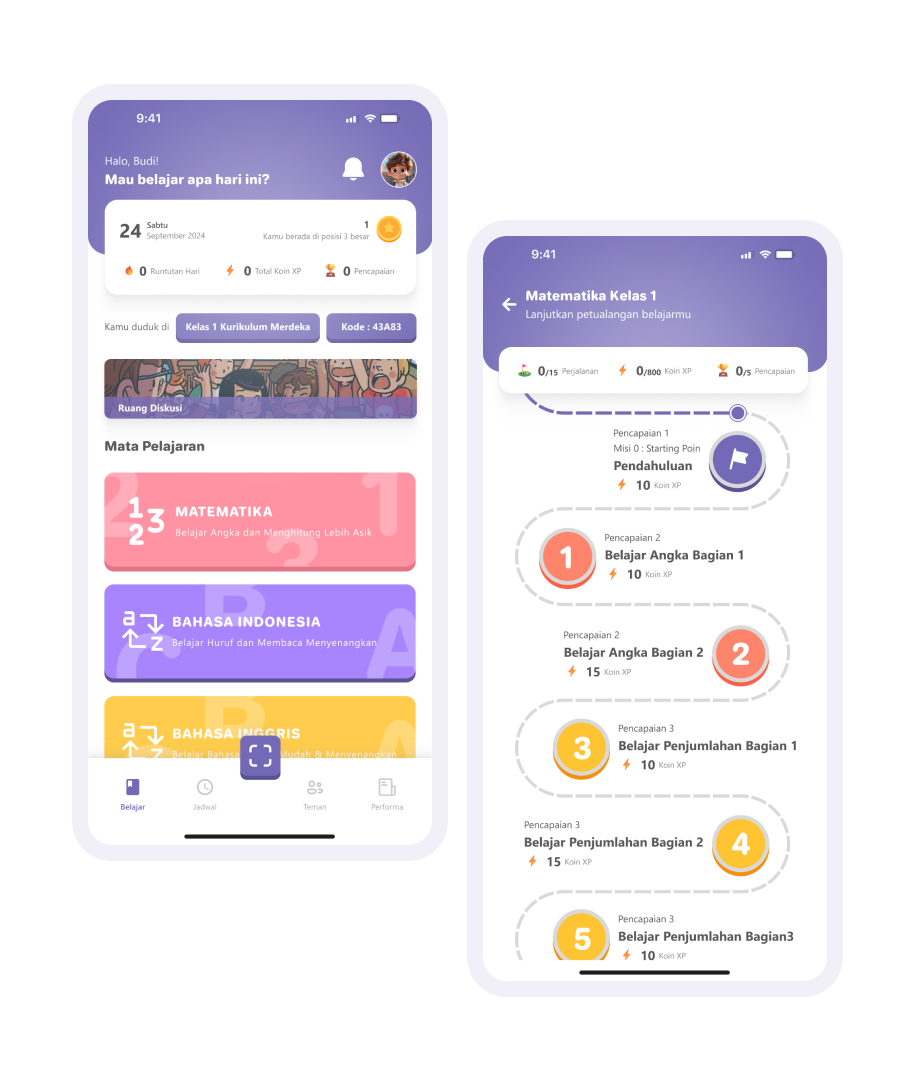 9:41
Halo, Budi!
Mau belajar apa hari ini?
24
Sabtu
September 2024
1
Kamu berada di posisi 3 besar
0 Runtutan Hari
0 Total Koin XP
0 Pencapaian
Kamu duduk di
Kelas 1 Kurikulum Merdeka
Kode : 43A83
Ruang Diskusi
Mata Pelajaran
2
1
3
1
2
3
MATEMATIKA
Belajar Angka dan Menghitung Lebih Asik
B
C
A
a
z
BAHASA INDONESIA
Belajar Huruf dan Membaca Menyenangkan
B
A
a
z
BAHASA INGGRIS
Belajar Bahasa Mudah & Menyenangkan
Belajar
Jadwal
Teman
Performa
9:41
Matematika Kelas 1
Lanjutkan petualangan belajarmu
0/15 Perjalanan
0/800 Koin XP
0/5 Pencapaian
Pencapaian 1
Misi 0 : Starting Poin
Pendahuluan
10 Koin XP
1
Pencapaian 2
Belajar Angka Bagian 1
10 Koin XP
Pencapaian 2
Belajar Angka Bagian 2
15 Koin XP
2
3
Pencapaian 3
Belajar Penjumlahan Bagian 1
10 Koin XP
Pencapaian 3
Belajar Penjumlahan Bagian 2
15 Koin XP
4
5
Pencapaian 3
Belajar Penjumlahan Bagian3
10 Koin XP